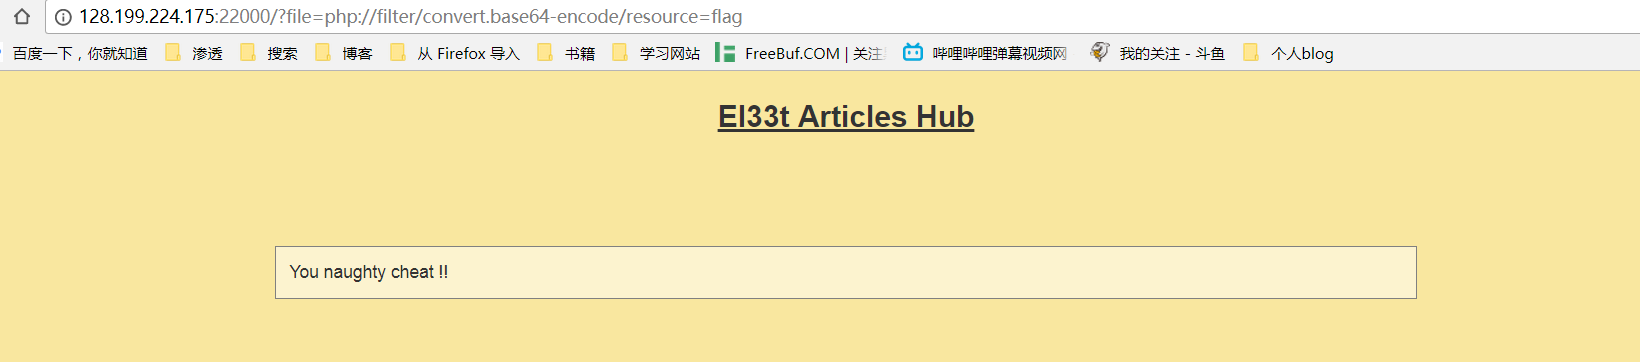 128.199.224.175:22000/?file=php://filter/convert.base64-encode/resource=flag
百度一下，你就知道 渗透 搜索 博客 从 Firefox 导入 书籍 学习网站 FreeBuf.COM | 关注 哔哩哔哩弹幕视频网 我的关注 - 斗鱼 个人blog
El33t Articles Hub
You naughty cheat !!